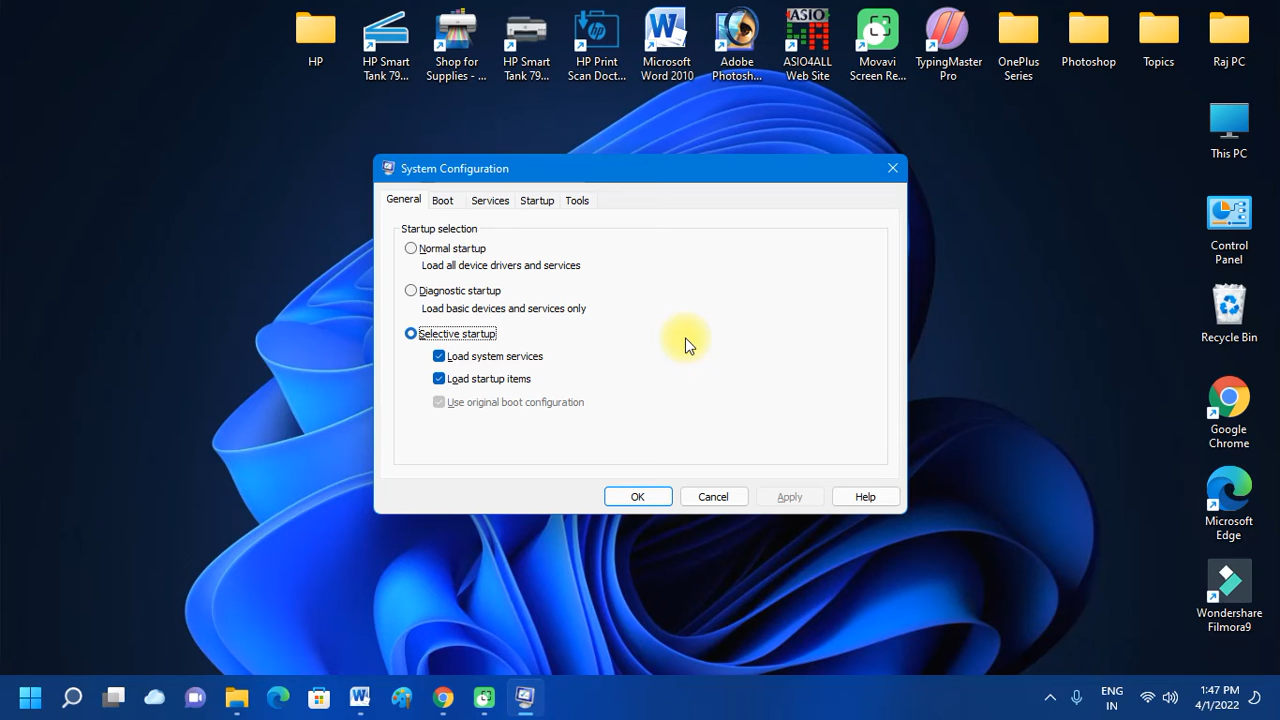 HP
HP Smart
Tank 79...
Shop for
Supplies - ...
HP Smart
Tank 79...
HP Print
Scan Doct...
Microsoft
Word 2010
Adobe
Photosh...
ASIO
4ALL
ASIO4ALL
Web Site
Movavi
Screen Re...
TypingMaster
Pro
OnePlus
Series
Photoshop
Topics
Raj PC
This PC
Control
Panel
Recycle Bin
Google
Chrome
Microsoft
Edge
Wondershare
Filmora9
System Configuration
General Boot Services Startup Tools
Startup selection
Normal startup
Load all device drivers and services
Diagnostic startup
Load basic devices and services only
Selective startup
Load system services
Load startup items
Use original boot configuration
OK Cancel Apply Help
ENG
IN
1:47 PM
4/1/2022